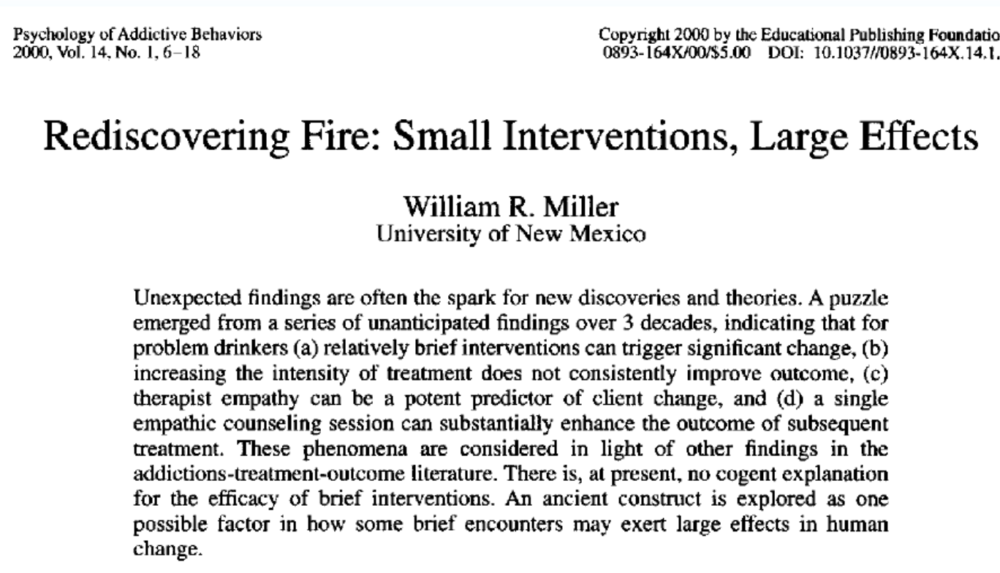 Psychology of Addictive Behaviors
2000, Vol. 14, No. 1, 6–18
Copyright 2000 by the Educational Publishing Foundatio
0893-164X/00/$5.00 DOI: 10.1037//0893-164X.14.1.
Rediscovering Fire: Small Interventions, Large Effects
William R. Miller
University of New Mexico
Unexpected findings are often the spark for new discoveries and theories. A puzzle
emerged from a series of unanticipated findings over 3 decades, indicating that for
problem drinkers (a) relatively brief interventions can trigger significant change, (b)
increasing the intensity of treatment does not consistently improve outcome, (c)
therapist empathy can be a potent predictor of client change, and (d) a single
empathic counseling session can substantially enhance the outcome of subsequent
treatment. These phenomena are considered in light of other findings in the
addictions-treatment-outcome literature. There is, at present, no cogent explanation
for the efficacy of brief interventions. An ancient construct is explored as one
possible factor in how some brief encounters may exert large effects in human
change.